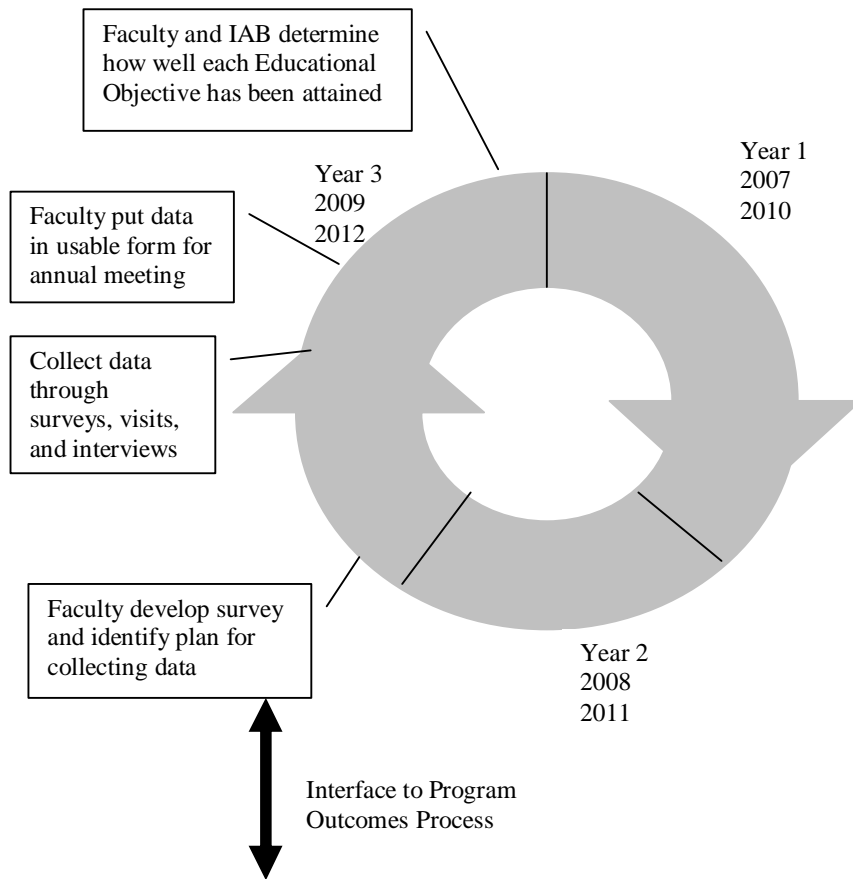 Faculty and IAB determine
how well each Educational
Objective has been attained
Year 1
2007
2010
Year 3
2009
2012
Faculty put data
in usable form for
annual meeting
Collect data
through
surveys, visits,
and interviews
Faculty develop survey
and identify plan for
collecting data
Year 2
2008
2011
Interface to Program
Outcomes Process